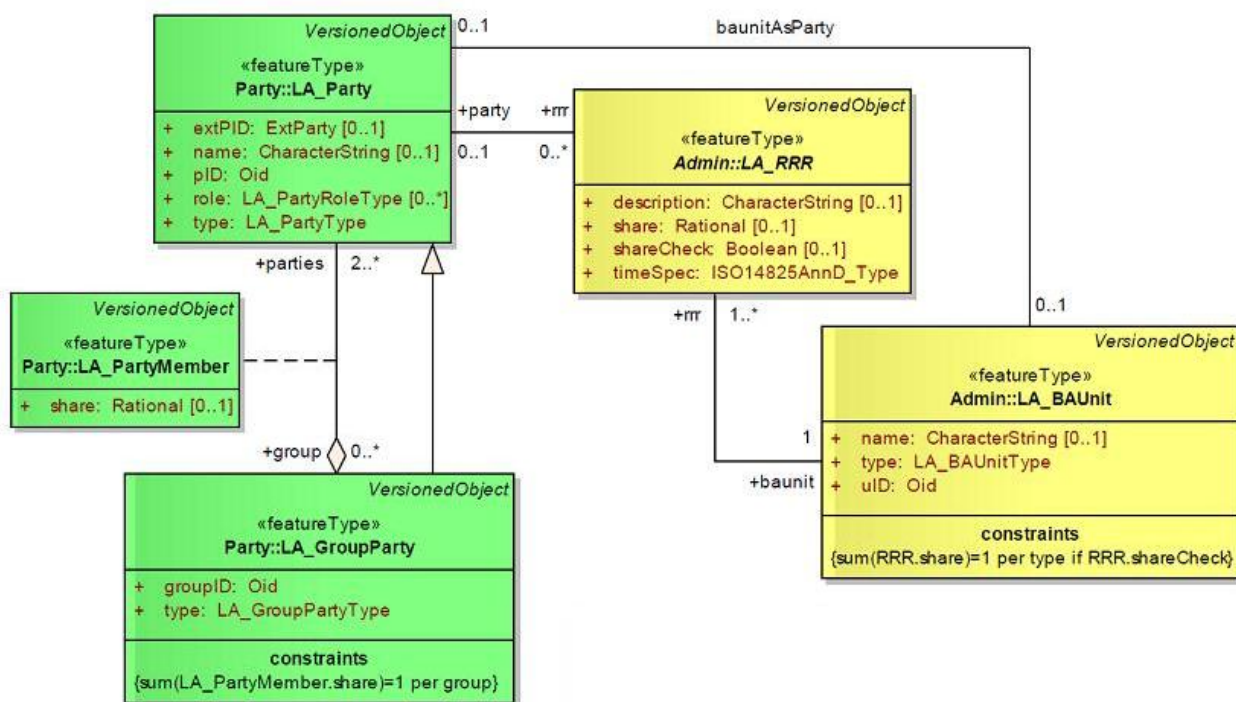 VersionedObject
«featureType»
Party::LA_Party
+ extPID: ExtParty [0..1]
+ name: CharacterString [0..1]
+ pID: Oid
+ role: LA_PartyRoleType [0..*]
+ type: LA_PartyType
0..1
baunitAsParty
0..1
+party
+rrr
0..1
0..*
VersionedObject
«featureType»
Admin::LA_RRR
+ description: CharacterString [0..1]
+ share: Rational [0..1]
+ shareCheck: Boolean [0..1]
+ timeSpec: ISO14825AnnD_Type
+parties
2..*
VersionedObject
«featureType»
Party::LA_PartyMember
+ share: Rational [0..1]
+rrr
1..*
VersionedObject
«featureType»
Admin::LA_BAUnit
+ name: CharacterString [0..1]
+ type: LA_BAUnitType
+ uID: Oid
constraints
{sum(RRR.share)=1 per type if RRR.shareCheck}
1
+baunit
+group
0..*
VersionedObject
«featureType»
Party::LA_GroupParty
+ groupID: Oid
+ type: LA_GroupPartyType
constraints
{sum(LA_PartyMember.share)=1 per group}